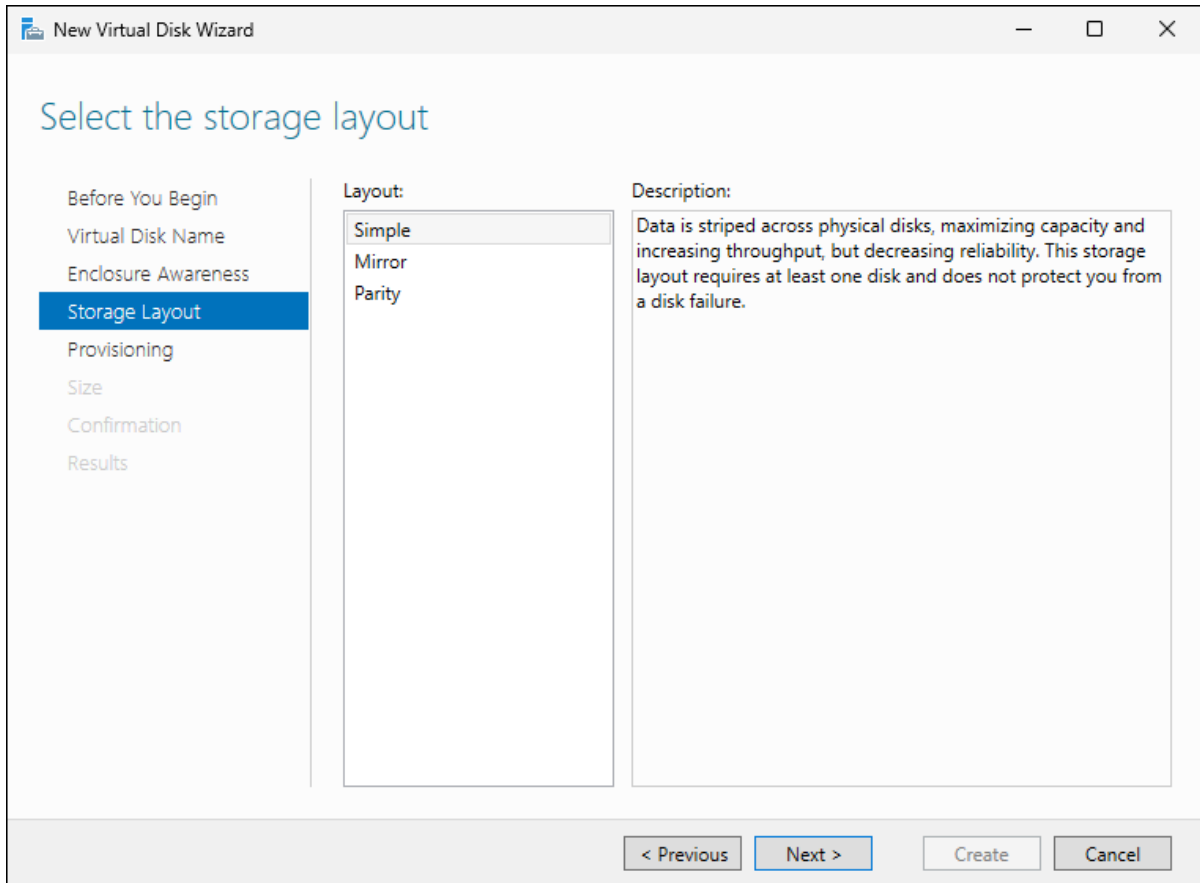 New Virtual Disk Wizard
Select the storage layout
Before You Begin
Virtual Disk Name
Enclosure Awareness
Storage Layout
Provisioning
Size
Confirmation
Results
Layout:
Simple
Mirror
Parity
Description:
Data is striped across physical disks, maximizing capacity and
increasing throughput, but decreasing reliability. This storage
layout requires at least one disk and does not protect you from
a disk failure.
< Previous
Next >
Create
Cancel